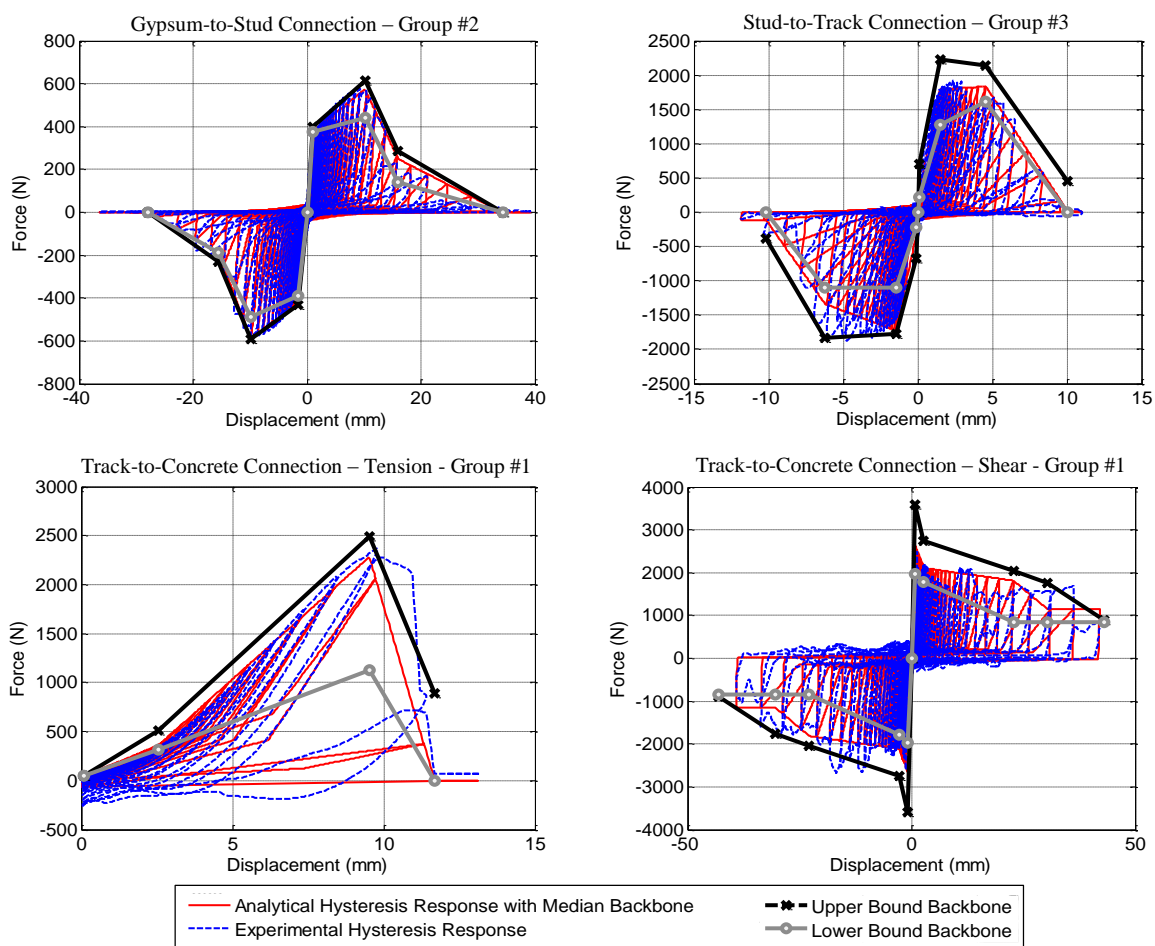 Gypsum-to-Stud Connection – Group #2
800
600
400
200
0
-200
-400
-600
-800
Force (N)
-40 -20 0 20 40
Displacement (mm)
Stud-to-Track Connection – Group #3
2500
2000
1500
1000
500
0
-500
-1000
-1500
-2000
-2500
Force (N)
-15 -10 -5 0 5 10 15
Displacement (mm)
Track-to-Concrete Connection – Tension - Group #1
3000
2500
2000
1500
1000
500
0
-500
Force (N)
0 5 10 15
Displacement (mm)
Track-to-Concrete Connection – Shear - Group #1
4000
3000
2000
1000
0
-1000
-2000
-3000
-4000
Force (N)
-50 0 50
Displacement (mm)
Analytical Hysteresis Response with Median Backbone
Experimental Hysteresis Response
Upper Bound Backbone
Lower Bound Backbone